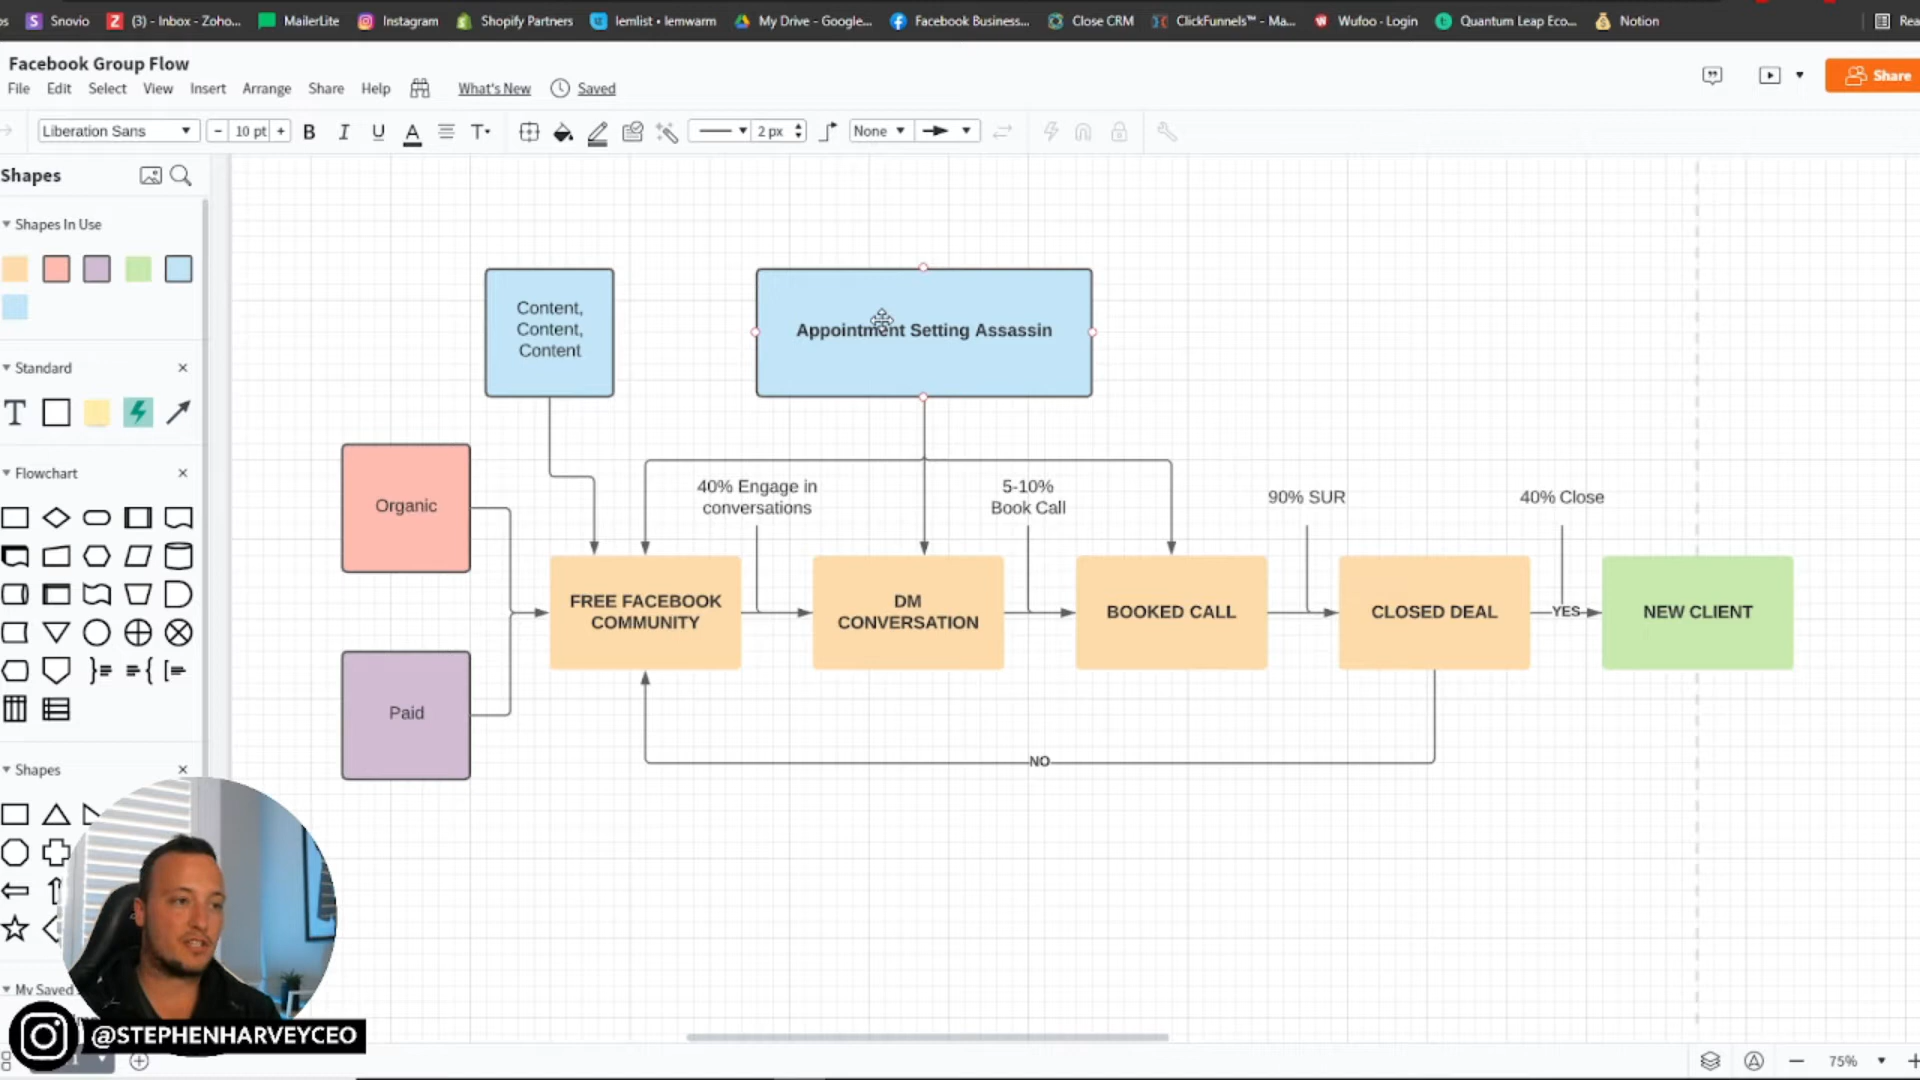 Snovio
(3) - Inbox - Zoho...
MailerLite
Instagram
Shopify Partners
lemlist • lemwarm
My Drive - Google...
Facebook Business...
Close CRM
ClickFunnels™ - Ma...
Wufoo · Login
Quantum Leap Eco...
Notion
Facebook Group Flow
File Edit Select View Insert Arrange Share Help What's New Saved
Share
Liberation Sans
10 pt
B I U A T
2 px
None
Shapes
Shapes In Use
Standard
T
Flowchart
Shapes
Content,
Content,
Content
Appointment Setting Assassin
Organic
Paid
40% Engage in
conversations
5-10%
Book Call
90% SUR
40% Close
FREE FACEBOOK
COMMUNITY
DM
CONVERSATION
BOOKED CALL
CLOSED DEAL
YES
NEW CLIENT
NO
My Saved
@STEPHENHARVEYCEO
75%